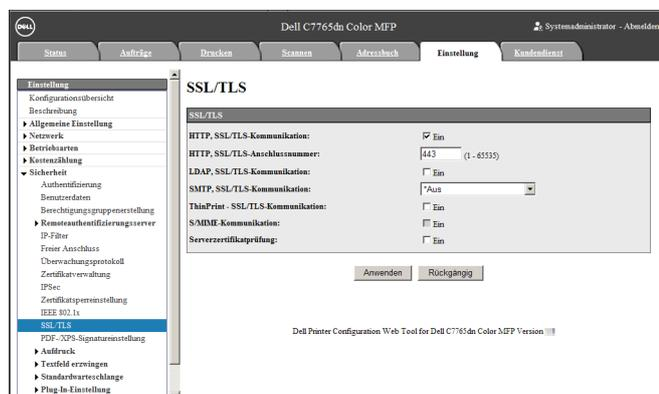 DELL
Dell C7765dn Color MFP
Systemadministrator - Abmelden
Status
Aufträge
Drucken
Scannen
Adressbuch
Einstellung
Kundendienst
Einstellung
Konfigurationsübersicht
Beschreibung
Allgemeine Einstellung
Netzwerk
Betriebsarten
Kostenzählung
Sicherheit
Authentifizierung
Benutzerdaten
Berechtigungsgruppenerstellung
Remoteauthentifizierungsserver
IP-Filter
Freier Anschluss
Überwachungsprotokoll
Zertifikatverwaltung
IPSec
Zertifikatsperreinstellung
IEEE 802.1x
SSL/TLS
PDF-/XPS-Signatureinstellung
Aufdruck
Textfeld erzwingen
Standardwarteschlange
Plug-In-Einstellung
SSL/TLS
SSL/TLS
HTTP, SSL/TLS-Kommunikation: Ein
HTTP, SSL/TLS-Anschlussnummer: 443 (1 - 65535)
LDAP, SSL/TLS-Kommunikation: Ein
SMTP, SSL/TLS-Kommunikation: *Aus
ThinPrint - SSL/TLS-Kommunikation: Ein
S/MIME-Kommunikation: Ein
Serverzertifikatprüfung: Ein
Anwenden Rückgängig
Dell Printer Configuration Web Tool for Dell C7765dn Color MFP Version